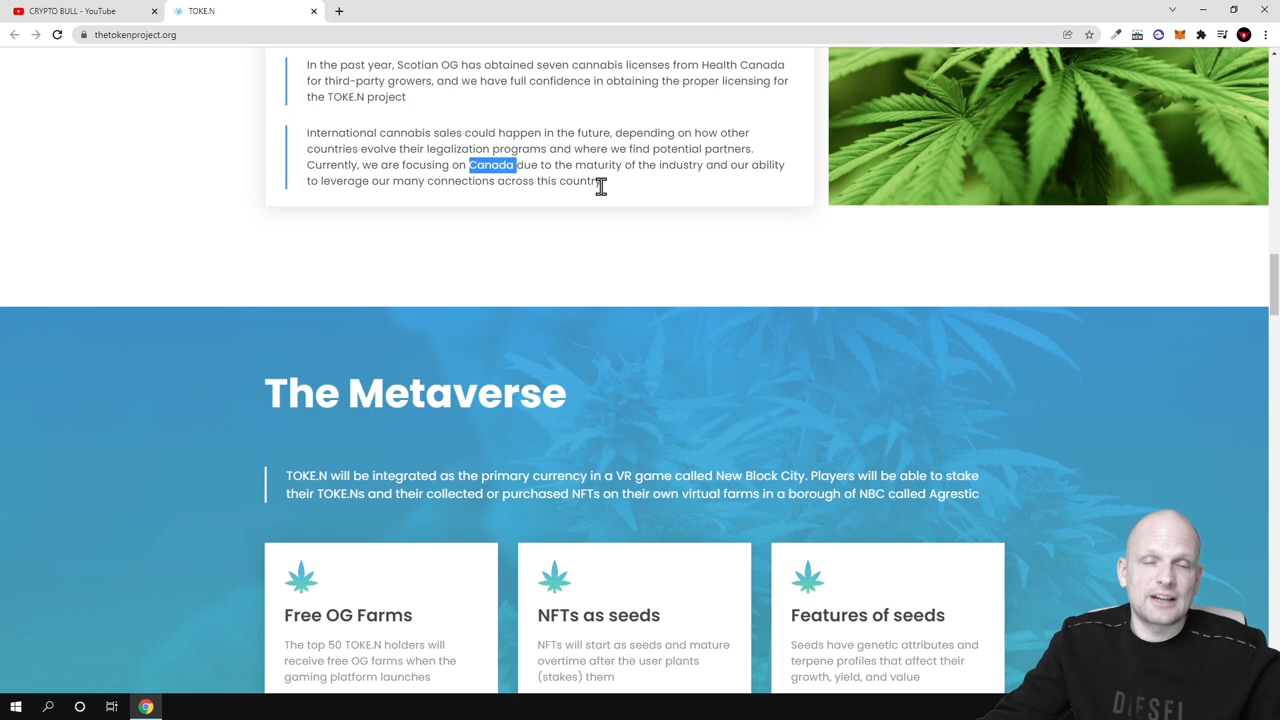 CRYPTO BULL - YouTube
TOKE.N
thetokenproject.org
In the past year, Scotian OG has obtained seven cannabis licenses from Health Canada
for third-party growers, and we have full confidence in obtaining the proper licensing for
the TOKE.N project
International cannabis sales could happen in the future, depending on how other
countries evolve their legalization programs and where we find potential partners.
Currently, we are focusing on Canada due to the maturity of the industry and our ability
to leverage our many connections across this country
The Metaverse
TOKE.N will be integrated as the primary currency in a VR game called New Block City. Players will be able to stake
their TOKE.Ns and their collected or purchased NFTs on their own virtual farms in a borough of NBC called Agrestic
Free OG Farms
The top 50 TOKE.N holders will
receive free OG farms when the
gaming platform launches
NFTs as seeds
NFTs will start as seeds and mature
overtime after the user plants
(stakes) them
Features of seeds
Seeds have genetic attributes and
terpene profiles that affect their
growth, yield, and value
DIESEL